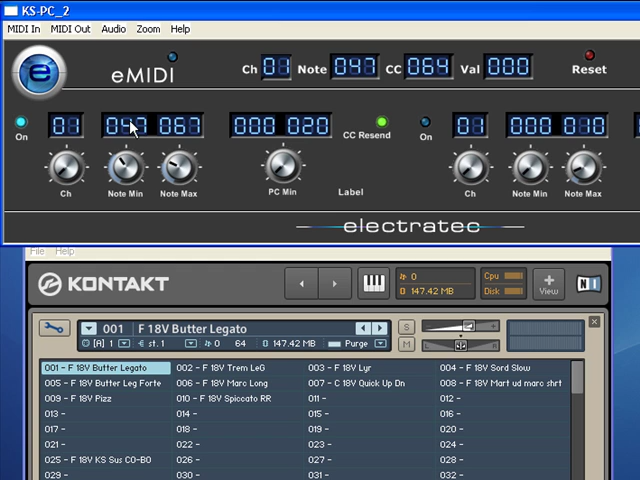 KS-PC_2
MIDI In MIDI Out Audio Zoom Help
e eMIDI Ch 01 Note 047 CC 064 Val 000 Reset
On 01 047 067 000 020 CC Resend On 01 000 010
Ch Note Min Note Max PC Min Label Ch Note Min Note Max
electratec
File Help
KONTAKT 0 147.42 MB Cpu Disk + View NI
001 F 18V Butter Legato S
[A] 1 st. 1 0 64 147.42 MB Purge M L R
001 - F 18V Butter Legato 002 - F 18V Trem LeG 003 - F 18V Lyr 004 - F 18V Sord Slow
005 - F 18V Butter Leg Forte 006 - F 18V Marc Long 007 - C 18V Quick Up Dn 008 - F 18V Mart ud marc shrt
009 - F 18V Pizz 010 - F 18V Spiccato RR 011 - 012 -
013 - 014 - 015 - 016 -
017 - 018 - 019 - 020 -
021 - 022 - 023 - 024 -
025 - F 18V KS Sus CO-BO 026 - 027 - 028 -
029 - 030 - 031 - 032 -